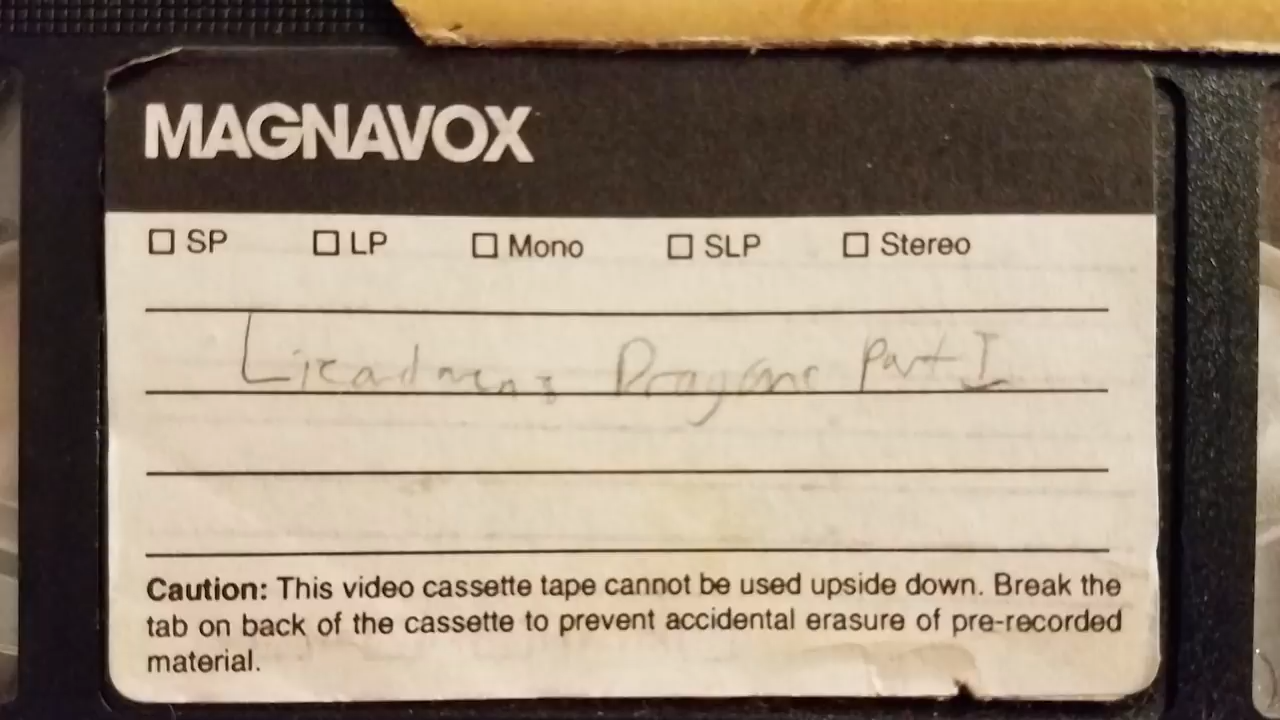 MAGNAVOX
SP LP Mono SLP Stereo
Part I
Caution: This video cassette tape cannot be used upside down. Break the
tab on back of the cassette to prevent accidental erasure of pre-recorded
material.